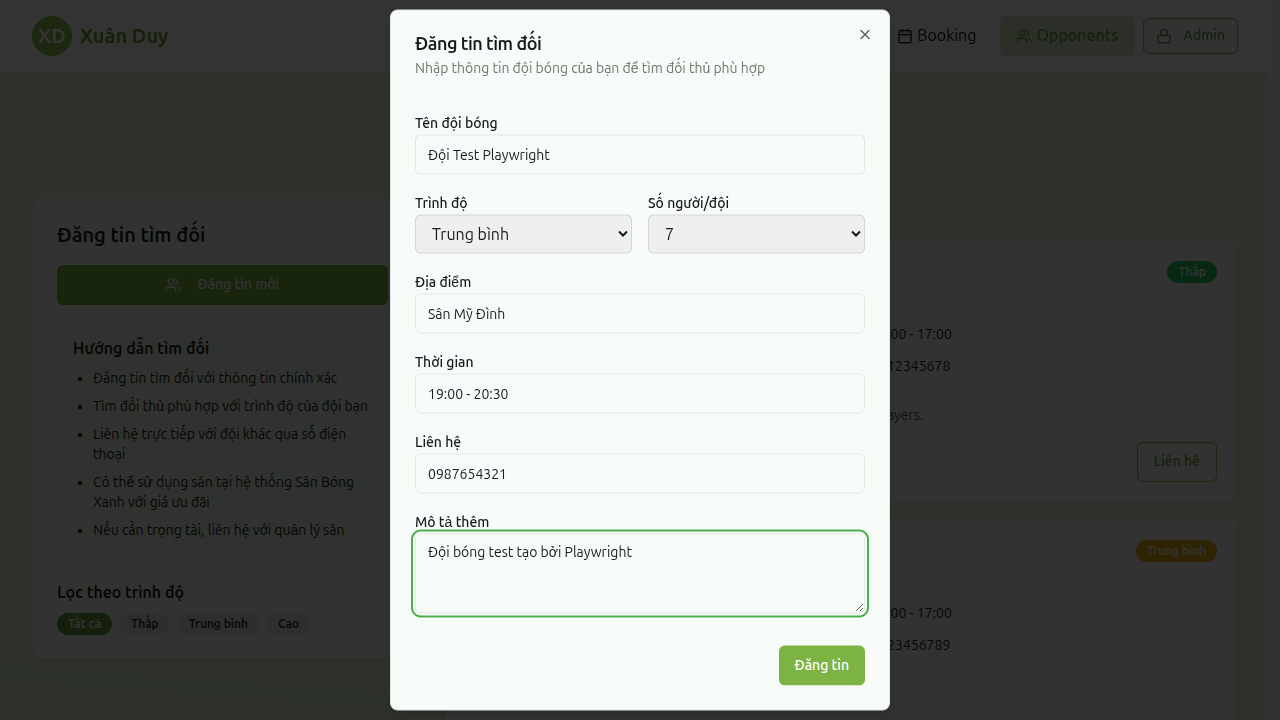 XD Xuân Duy
Booking
Opponents
Admin
Đăng tin tìm đối
Đăng tin mới
Hướng dẫn tìm đối
Đăng tin tìm đối với thông tin chính xác
Tìm đối thủ phù hợp với trình độ của đội bạn
Liên hệ trực tiếp với đội khác qua số điện
thoại
Có thể sử dụng sân tại hệ thống Sân Bóng
Xanh với giá ưu đãi
Nếu cần trọng tài, liên hệ với quản lý sân
Lọc theo trình độ
Tất cả
Thấp
Trung bình
Cao
Đăng tin tìm đối
Nhập thông tin đội bóng của bạn để tìm đối thủ phù hợp
Tên đội bóng
Đội Test Playwright
Trình độ
Số người/đội
Trung bình
7
Địa điểm
Sân Mỹ Đình
Thời gian
19:00 - 20:30
Liên hệ
0987654321
Mô tả thêm
Đội bóng test tạo bởi Playwright
Đăng tin
Thấp
00 - 17:00
12345678
ayers.
Liên hệ
Trung bình
00 - 17:00
23456789